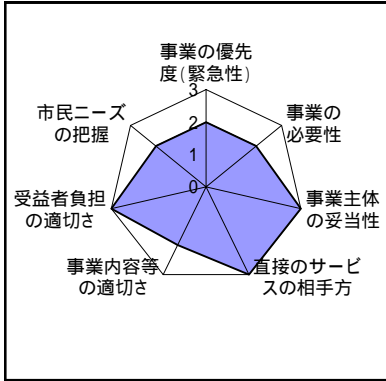 事業の優先
度(緊急性)
3
市民ニーズ
の把握
2
事業の
必要性
1
受益者負担
の適切さ
0
事業主体
の妥当性
事業内容等
の適切さ
直接のサービ
スの相手方